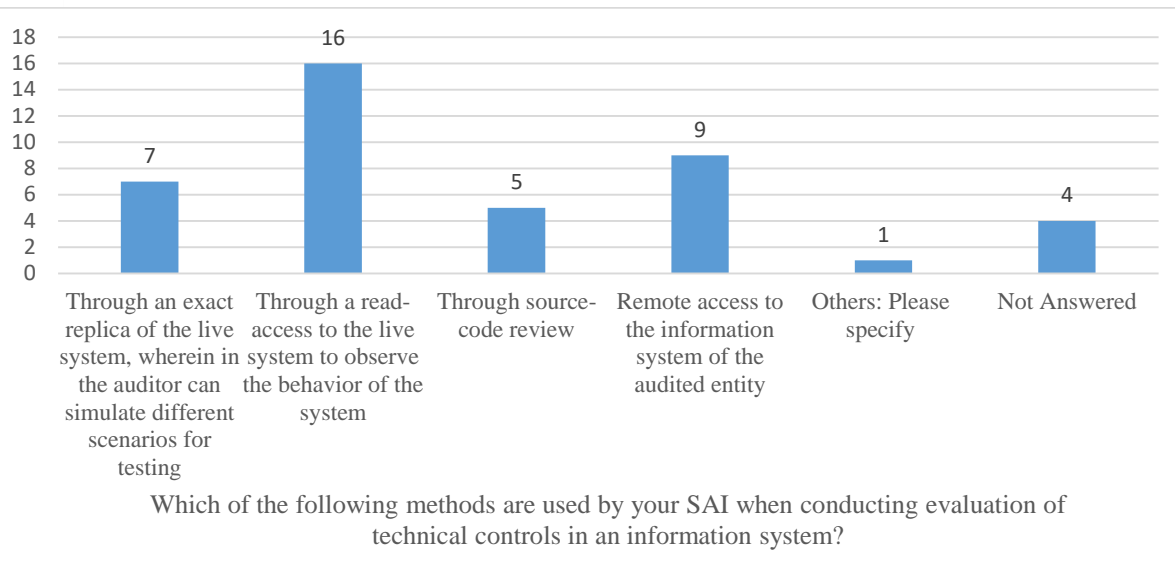 18
16
14
12
10
8
6
4
2
0
7
16
5
9
1
4
Through an exact
replica of the live
system, wherein in
the auditor can
simulate different
scenarios for
testing
Through a read-
access to the live
system to observe
the behavior of the
system
Through source-
code review
Remote access to
the information
system of the
audited entity
Others: Please
specify
Not Answered
Which of the following methods are used by your SAI when conducting evaluation of
technical controls in an information system?